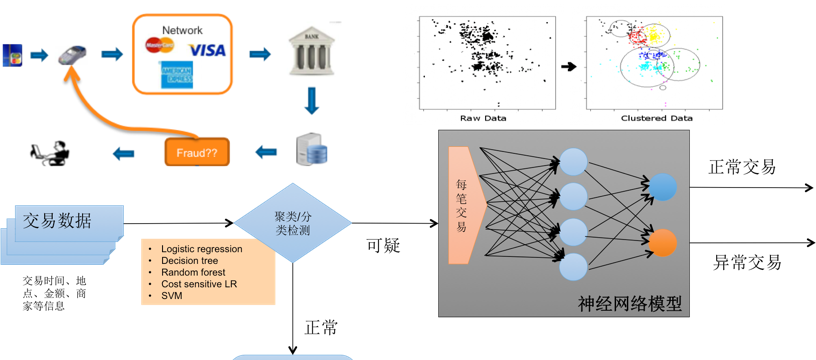 Network
MasterCard
VISA
AMERICAN
EXPRESS
BANK
Fraud??
Raw Data
Clustered Data
交易数据
交易时间、地
点、金额、商
家等信息
聚类/分
类检测
• Logistic regression
• Decision tree
• Random forest
• Cost sensitive LR
• SVM
可疑
正常
每
笔
交
易
神经网络模型
正常交易
异常交易